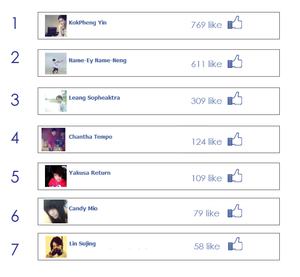 1
KokPheng Yin
769 like
2
Rame-Ey Rame-Neng
611 like
3
Leang Sopheaktra
309 like
4
Chantha Tempo
124 like
5
Yakusa Return
109 like
6
Candy Mio
79 like
7
Lin Sujing
58 like